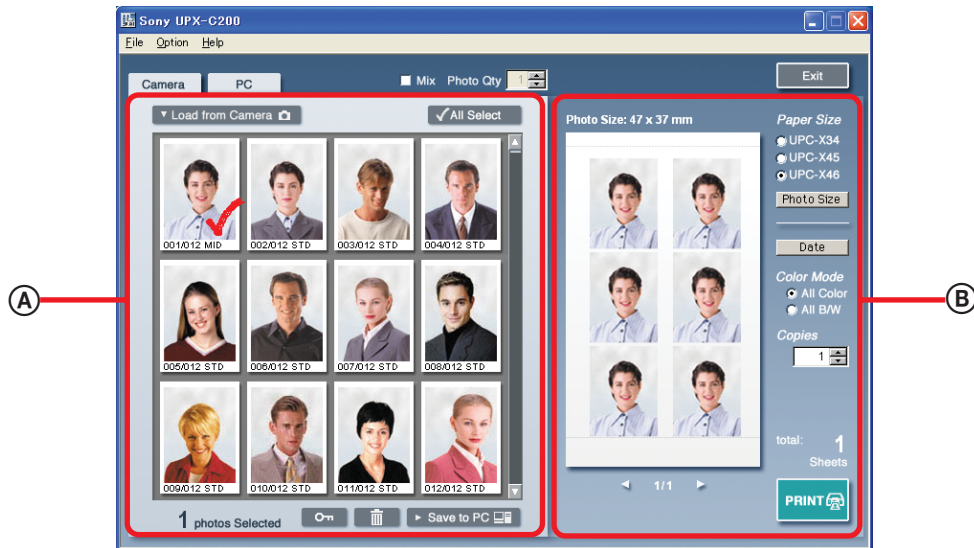 Sony UPX-C200
File Option Help
Camera PC Mix Photo Qty 1 Exit
Load from Camera All Select
001/012 MID 002/012 STD 003/012 STD 004/012 STD
005/012 STD 006/012 STD 007/012 STD 008/012 STD
009/012 STD 010/012 STD 011/012 STD 012/012 STD
1 photos Selected Save to PC
A
Photo Size: 47 x 37 mm
1/1
Paper Size
UPC-X34
UPC-X45
UPC-X46
Photo Size
Date
Color Mode
All Color
All B/W
Copies
1
total: 1
Sheets
PRINT
B